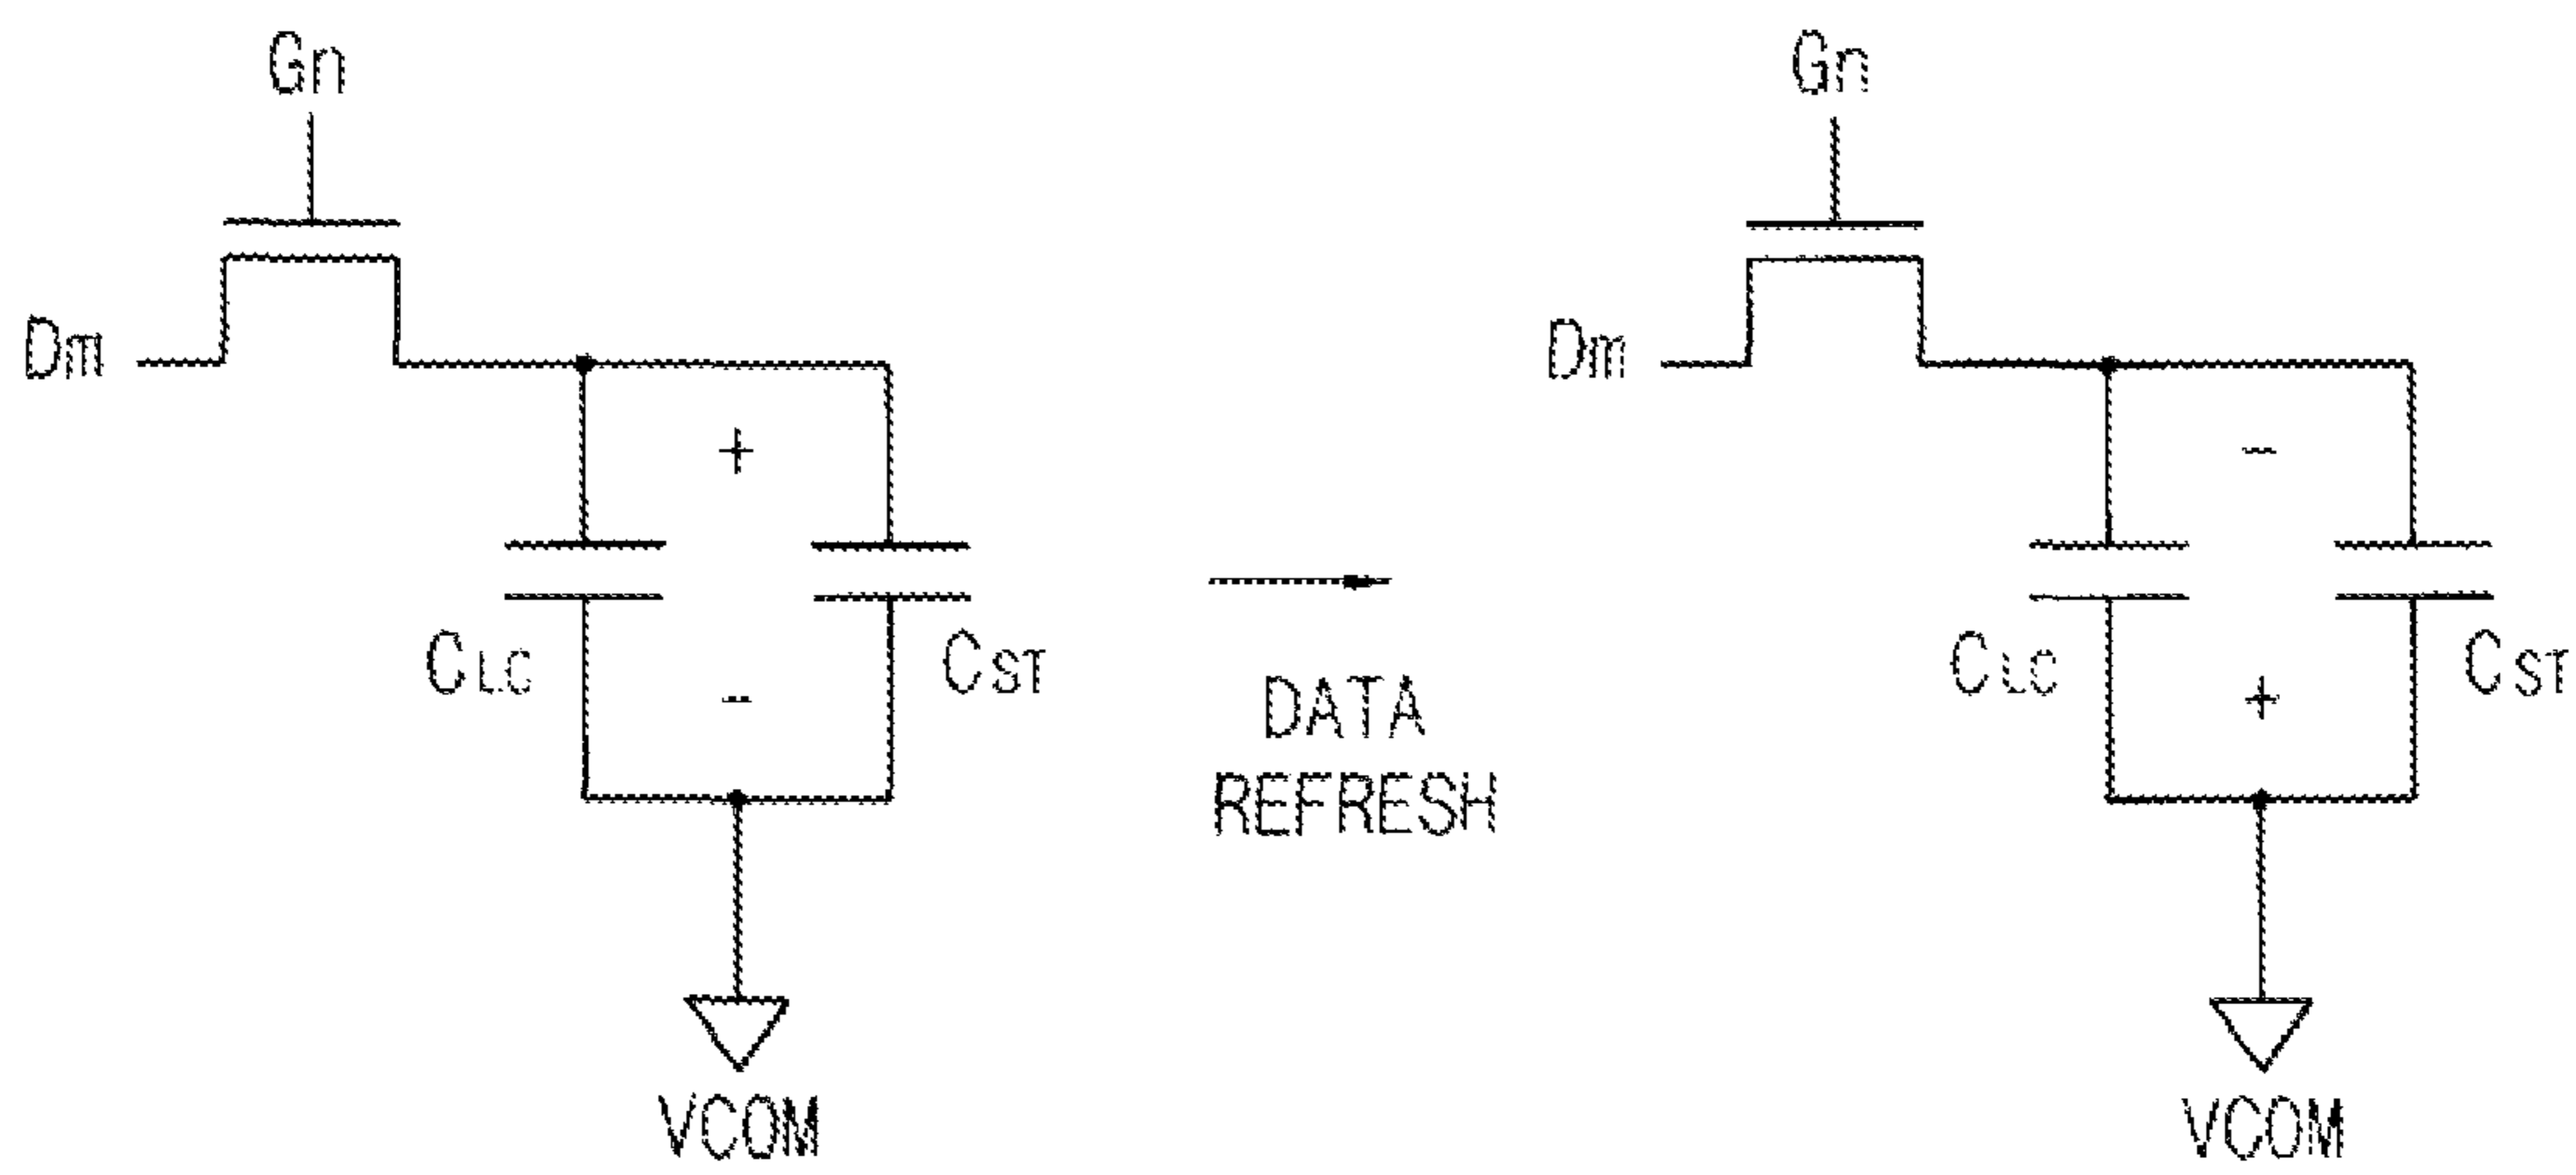 Gn
Dm
+
-
CLC
CST
VCOM
DATA
REFRESH
Gn
Dm
-
+
CLC
CST
VCOM